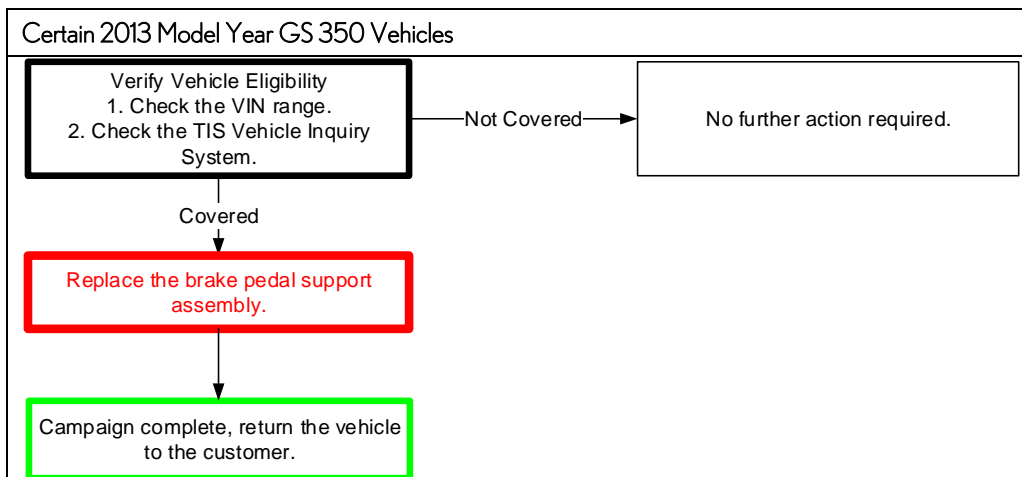 Certain 2013 Model Year GS 350 Vehicles
Verify Vehicle Eligibility
1. Check the VIN range.
2. Check the TIS Vehicle Inquiry
System.
Not Covered
No further action required.
Covered
Replace the brake pedal support
assembly.
Campaign complete, return the vehicle
to the customer.